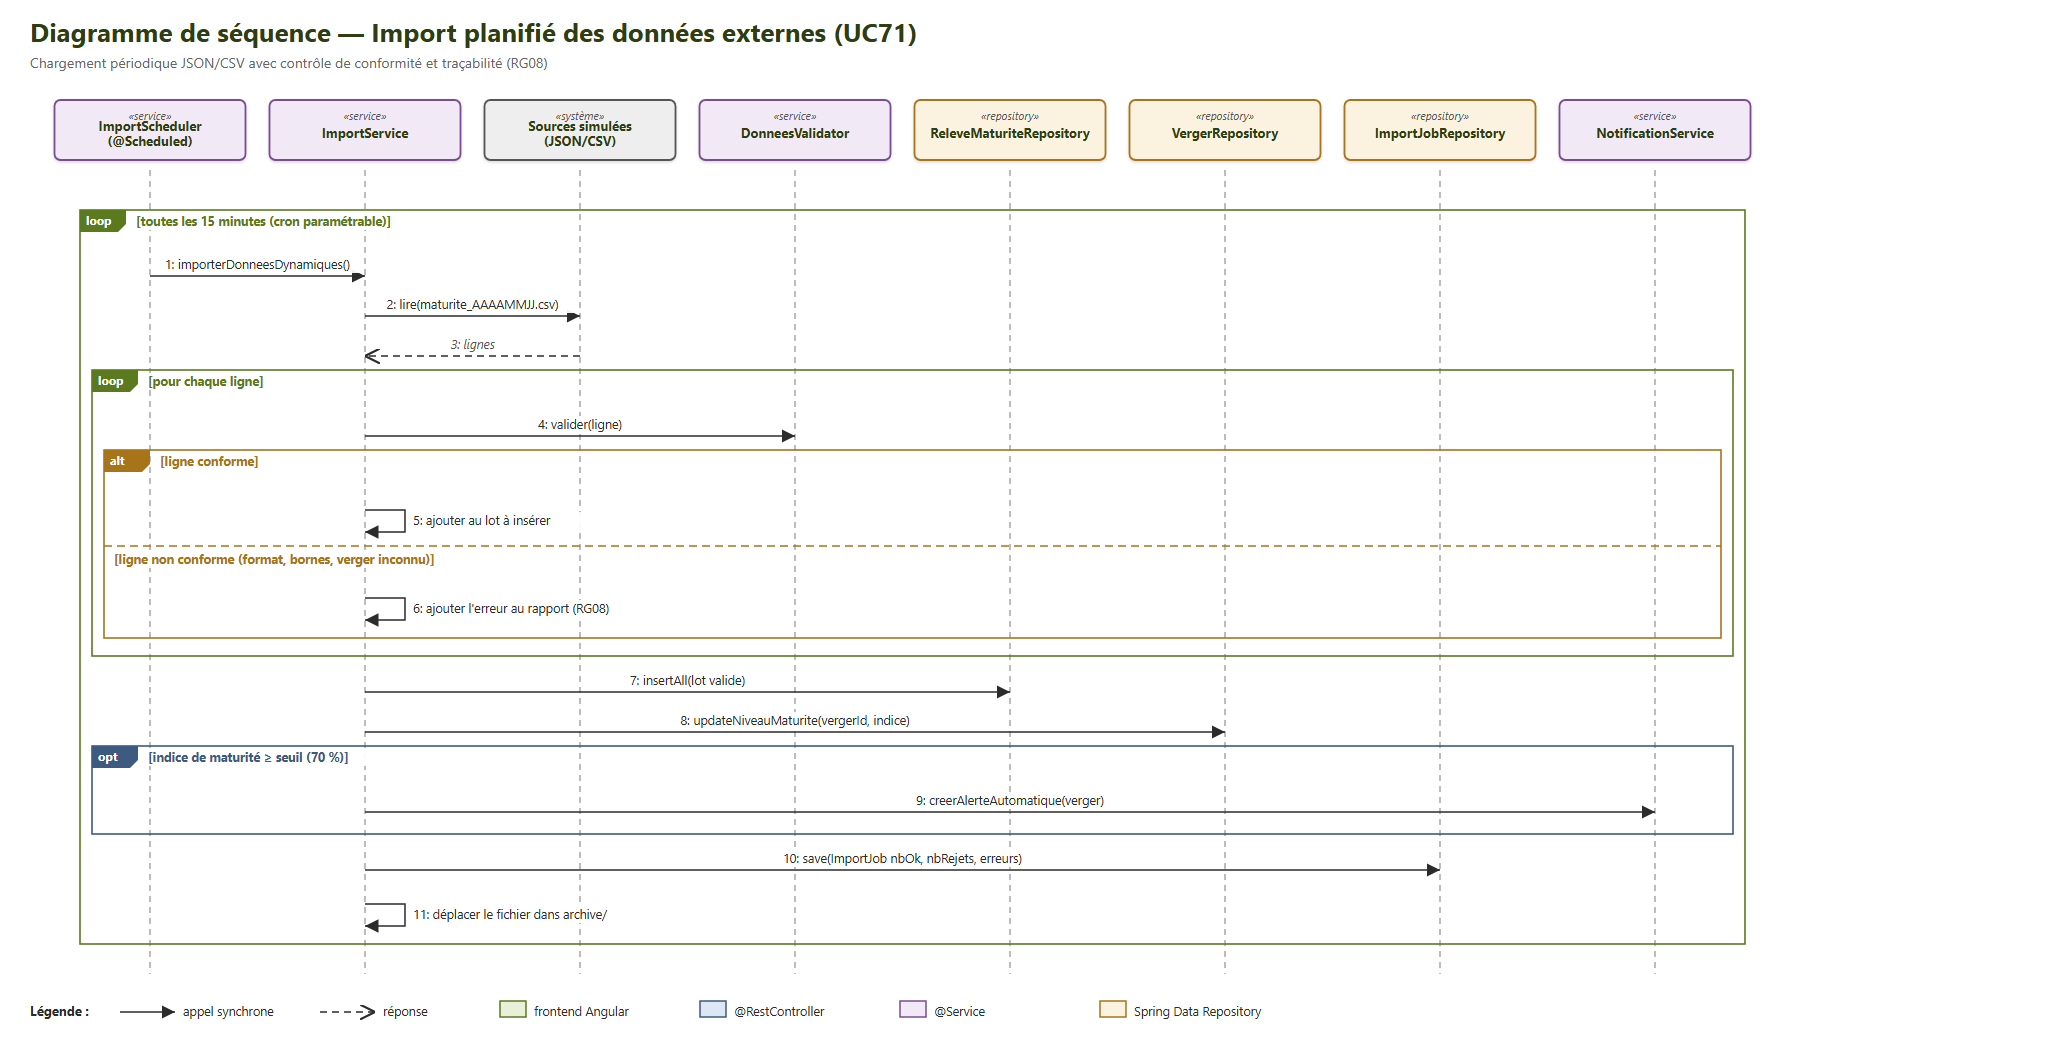 Diagramme de séquence — Import planifié des données externes (UC71)
Chargement périodique JSON/CSV avec contrôle de conformité et traçabilité (RG08)
«service»
ImportScheduler
(@Scheduled)
«service»
ImportService
«système»
Sources simulées
(JSON/CSV)
«service»
DonneesValidator
«repository»
ReleveMaturiteRepository
«repository»
VergerRepository
«repository»
ImportJobRepository
«service»
NotificationService
loop [toutes les 15 minutes (cron paramétrable)]
1: importerDonneesDynamiques()
2: lire(maturite_AAAAMMJJ.csv)
3: lignes
loop [pour chaque ligne]
4: valider(ligne)
alt [ligne conforme]
5: ajouter au lot à insérer
[ligne non conforme (format, bornes, verger inconnu)]
6: ajouter l'erreur au rapport (RG08)
7: insertAll(lot valide)
8: updateNiveauMaturite(vergerId, indice)
opt [indice de maturité ≥ seuil (70 %)]
9: creerAlerteAutomatique(verger)
10: save(ImportJob nbOk, nbRejets, erreurs)
11: déplacer le fichier dans archive/
Légende : appel synchrone réponse frontend Angular @RestController @Service Spring Data Repository